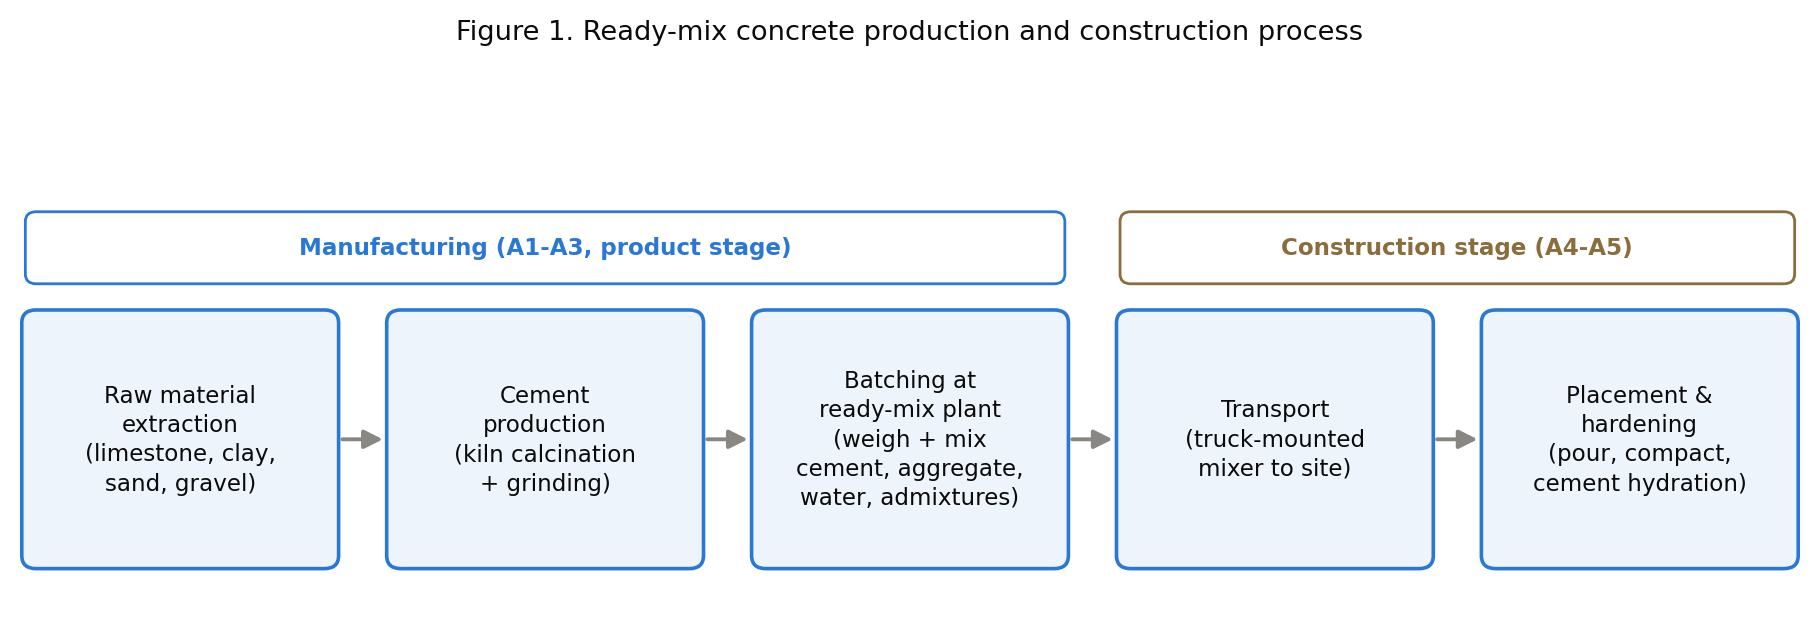 Figure 1. Ready-mix concrete production and construction process
Manufacturing (A1-A3, product stage)
Construction stage (A4-A5)
Raw material
extraction
(limestone, clay,
sand, gravel)
Cement
production
(kiln calcination
+ grinding)
Batching at
ready-mix plant
(weigh + mix
cement, aggregate,
water, admixtures)
Transport
(truck-mounted
mixer to site)
Placement &
hardening
(pour, compact,
cement hydration)